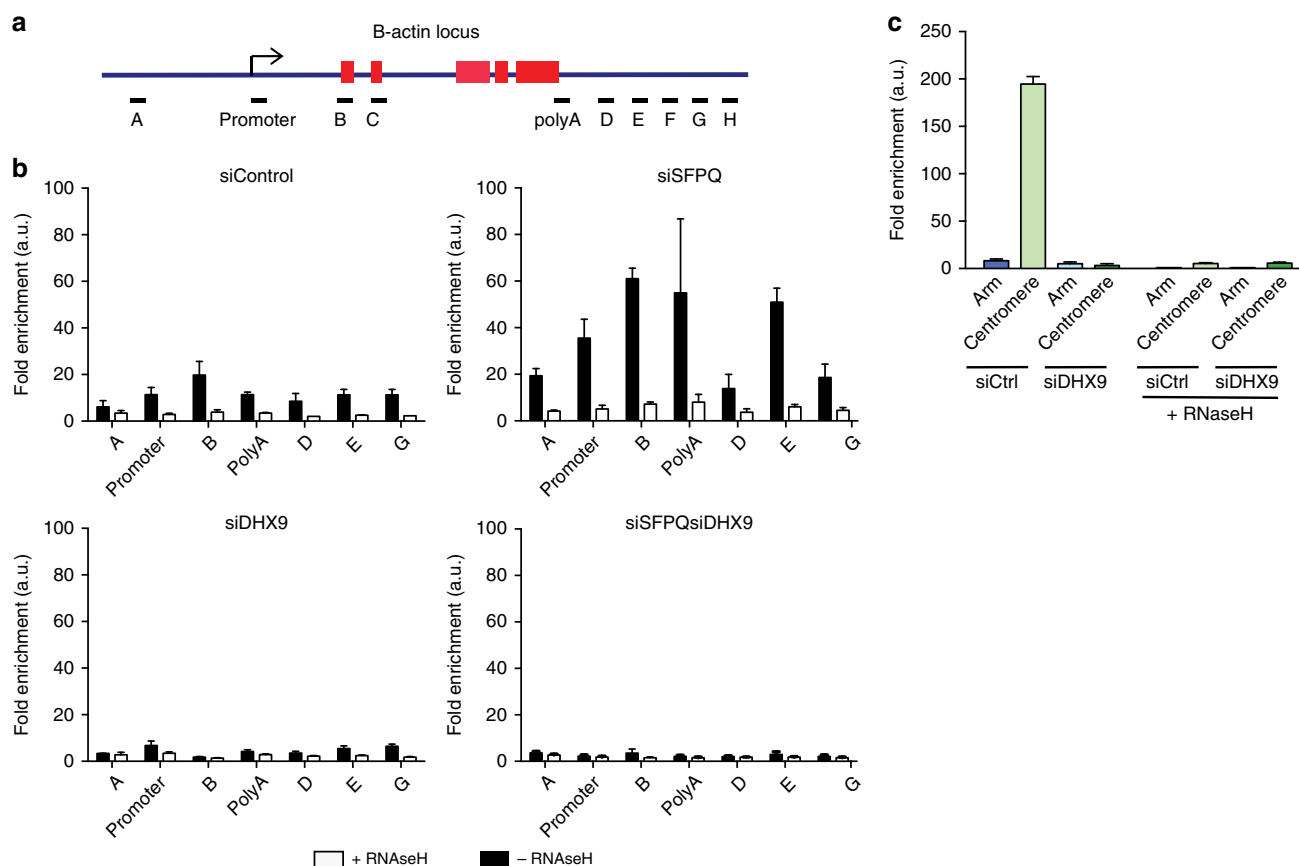 a
B-actin locus
A Promoter B C polyA D E F G H
b
siControl
Fold enrichment (a.u.)
100
80
60
40
20
0
A Promoter B PolyA D E G
siSFPQ
Fold enrichment (a.u.)
100
80
60
40
20
0
A Promoter B PolyA D E G
siDHX9
Fold enrichment (a.u.)
100
80
60
40
20
0
A Promoter B PolyA D E G
siSFPQsiDHX9
Fold enrichment (a.u.)
100
80
60
40
20
0
A Promoter B PolyA D E G
+ RNAseH – RNAseH
c
Fold enrichment (a.u.)
250
200
150
100
50
0
Arm Centromere Arm Centromere Arm Centromere Arm Centromere
siCtrl siDHX9 siCtrl siDHX9
+ RNaseH